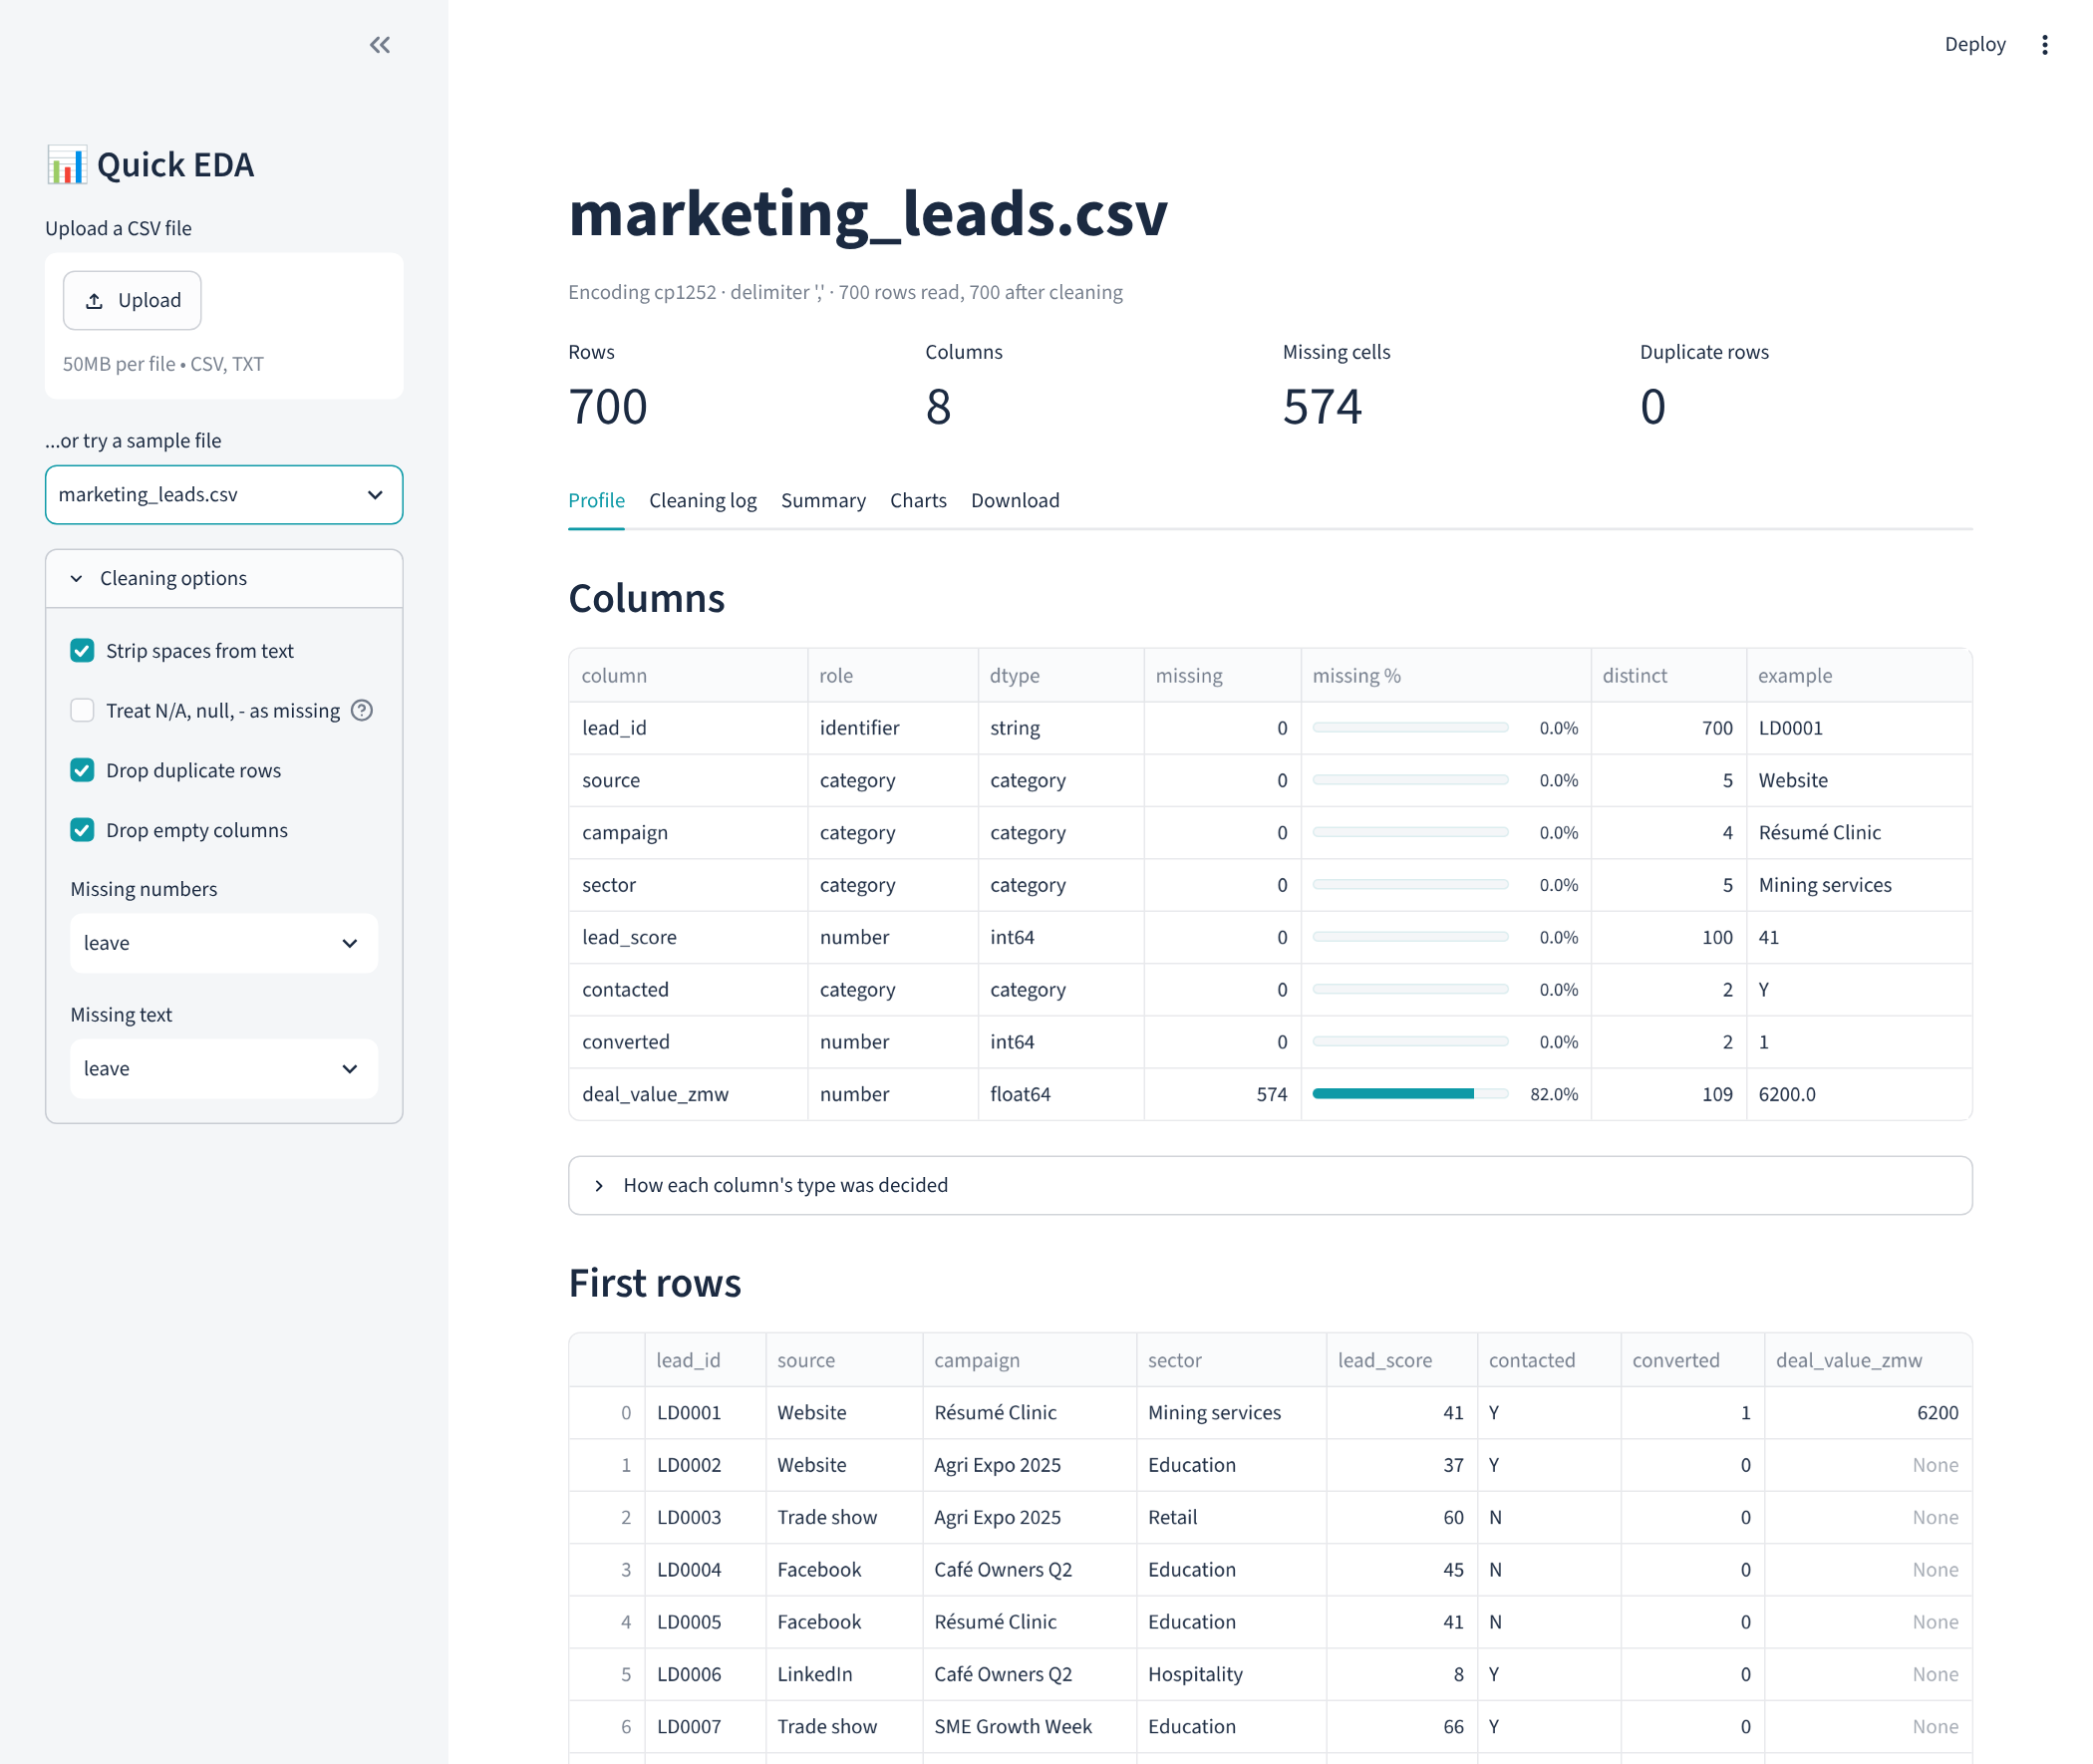 Deploy
📊 Quick EDA
Upload a CSV file
Upload
50MB per file • CSV, TXT
...or try a sample file
marketing_leads.csv
Cleaning options
Strip spaces from text
Treat N/A, null, - as missing
Drop duplicate rows
Drop empty columns
Missing numbers
leave
Missing text
leave
marketing_leads.csv
Encoding cp1252 · delimiter ',' · 700 rows read, 700 after cleaning
Rows Columns Missing cells Duplicate rows
700 8 574 0
Profile Cleaning log Summary Charts Download
Columns
column role dtype missing missing % distinct example
lead_id identifier string 0 0.0% 700 LD0001
source category category 0 0.0% 5 Website
campaign category category 0 0.0% 4 Résumé Clinic
sector category category 0 0.0% 5 Mining services
lead_score number int64 0 0.0% 100 41
contacted category category 0 0.0% 2 Y
converted number int64 0 0.0% 2 1
deal_value_zmw number float64 574 82.0% 109 6200.0
How each column's type was decided
First rows
lead_id source campaign sector lead_score contacted converted deal_value_zmw
0 LD0001 Website Résumé Clinic Mining services 41 Y 1 6200
1 LD0002 Website Agri Expo 2025 Education 37 Y 0 None
2 LD0003 Trade show Agri Expo 2025 Retail 60 N 0 None
3 LD0004 Facebook Café Owners Q2 Education 45 N 0 None
4 LD0005 Facebook Résumé Clinic Education 41 N 0 None
5 LD0006 LinkedIn Café Owners Q2 Hospitality 8 Y 0 None
6 LD0007 Trade show SME Growth Week Education 66 Y 0 None